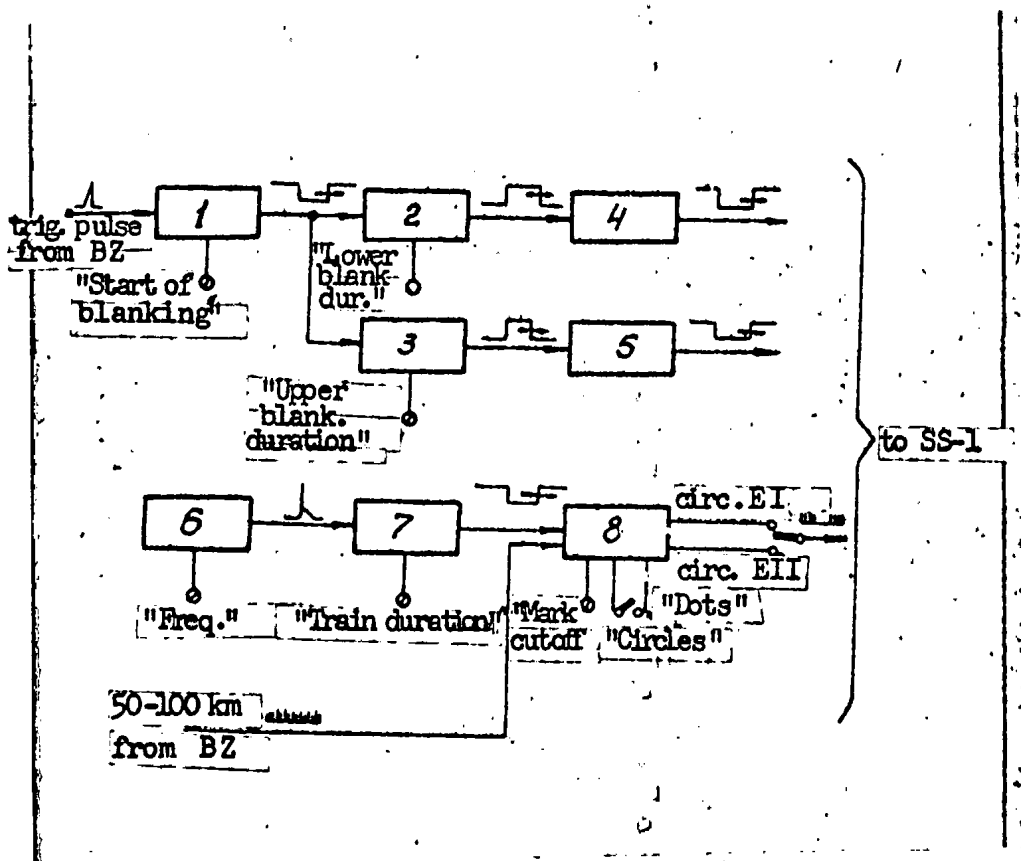 1
2
4
trig. pulse
from BZ
"Start of
blanking"
"Lower
blank
dur."
3
5
"Upper
blank.
duration"
to SS-1
6
7
8
circ. EI
circ. EII
"Freq."
"Train duration"
"Mark
cutoff
"Dots"
"Circles"
50-100 km
from BZ